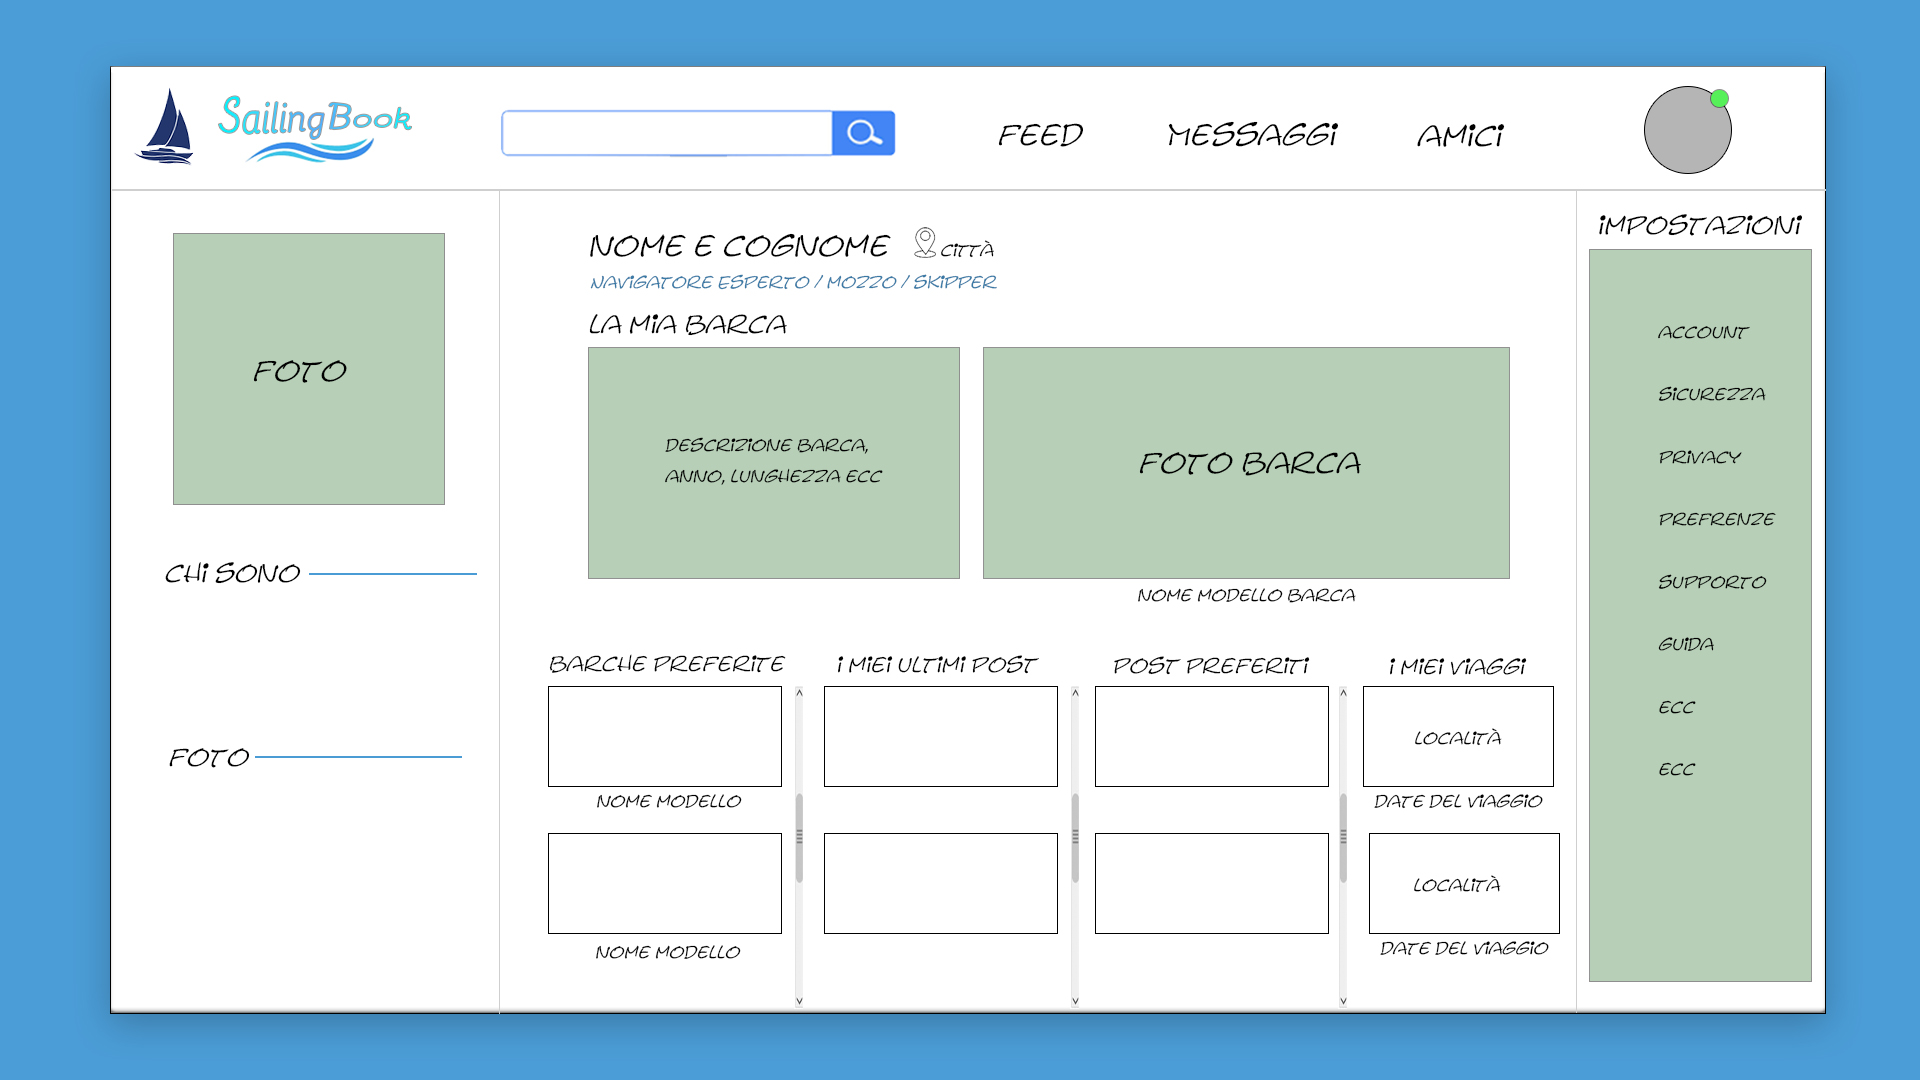 SailingBook
FEED
MESSAGGI
AMICI
FOTO
CHI SONO
FOTO
NOME E COGNOME
CITTÀ
NAVIGATORE ESPERTO / MOZZO / SKIPPER
LA MIA BARCA
DESCRIZIONE BARCA,
ANNO, LUNGHEZZA ECC
FOTO BARCA
NOME MODELLO BARCA
BARCHE PREFERITE
NOME MODELLO
NOME MODELLO
I MIEI ULTIMI POST
POST PREFERITI
I MIEI VIAGGI
LOCALITÀ
DATE DEL VIAGGIO
LOCALITÀ
DATE DEL VIAGGIO
IMPOSTAZIONI
ACCOUNT
SICUREZZA
PRIVACY
PREFRENZE
SUPPORTO
GUIDA
ECC
ECC